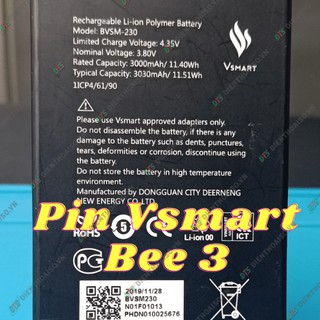 Rechargeable Li-ion Polymer Battery
Model: BVSM-230
Limited Charge Voltage: 4.35V
Nominal Voltage: 3.80V
Rated Capacity: 3000mAh/ 11.40Wh
Typical Capacity: 3030mAh/ 11.51Wh
1ICP4/61/90
VSMART
Please use Vsmart approved adapters only.
Do not disassemble the battery, if there is any
damage to the battery such as dents, punctures,
tears, deformities or corrosion, discontinue using
the battery.
Do not store the battery in high temperature
environment.
Manufactured by: DONGGUAN CITY DEERNENG
NEW ENERGY CO., LTD
Pin Vsmart
Bee 3
RoHS
5
Li-ion 00
ICT
2019/11/28
BVSM230
N01F01013
PHDN010025676